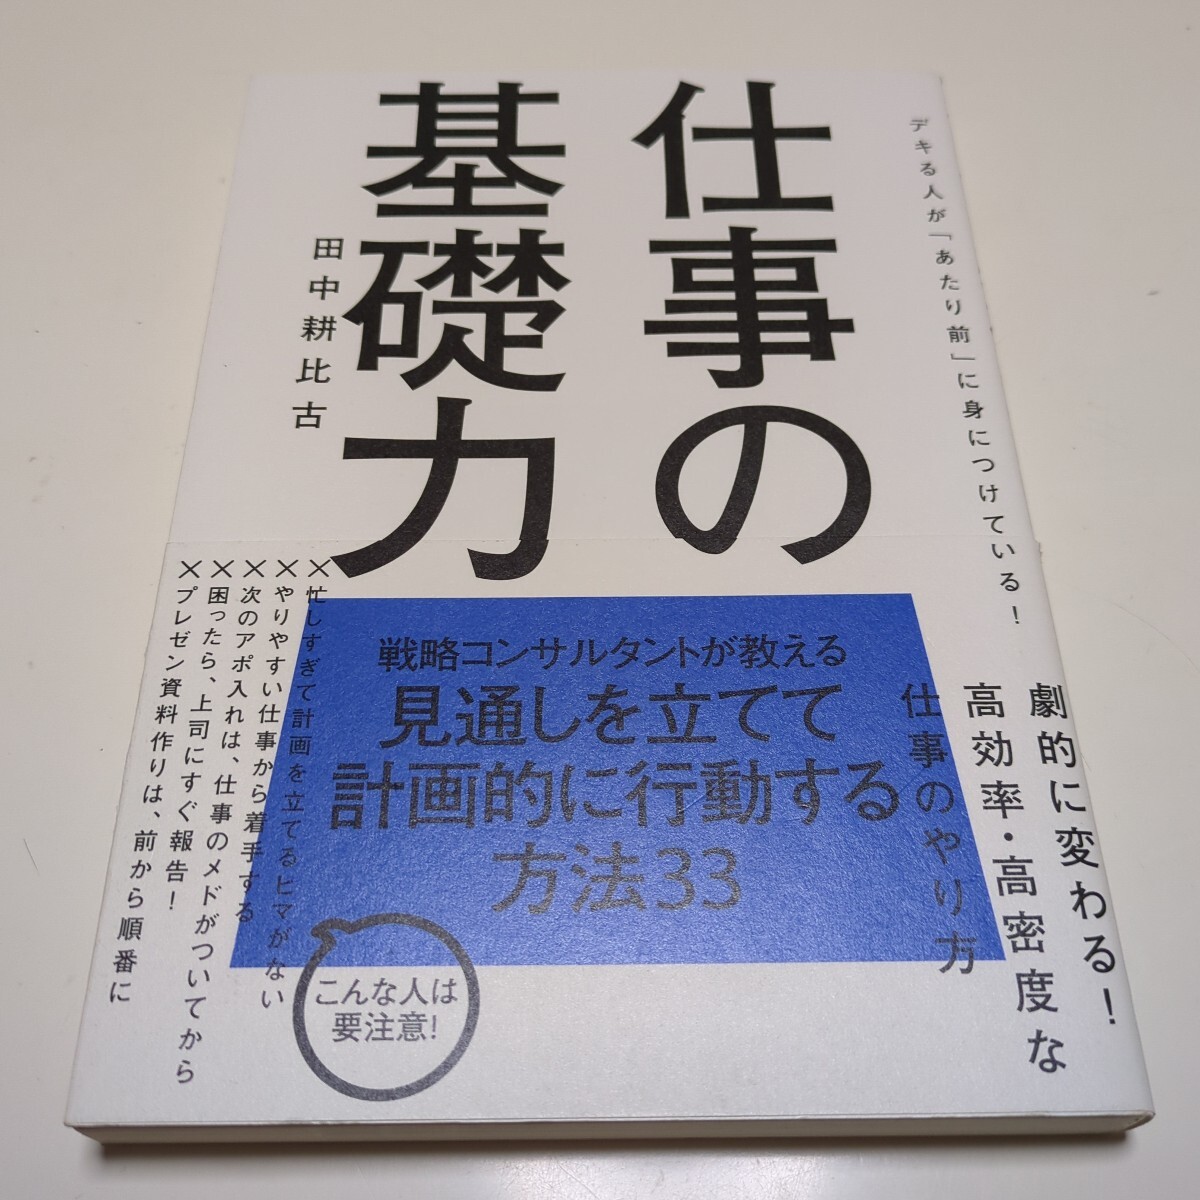 デキる人が「あたり前」に身につけている!
仕事の
基礎力
田中耕比古
劇的に変わる!
高効率・高密度な
仕事のやり方
戦略コンサルタントが教える
見通しを立てて
計画的に行動する
方法33
×忙しすぎて計画を立てるヒマがない
×やりやすい仕事から着手する
×次のアポ入れは、仕事のメドがついてから
×困ったら、上司にすぐ報告!
×プレゼン資料作りは、前から順番に
こんな人は
要注意!